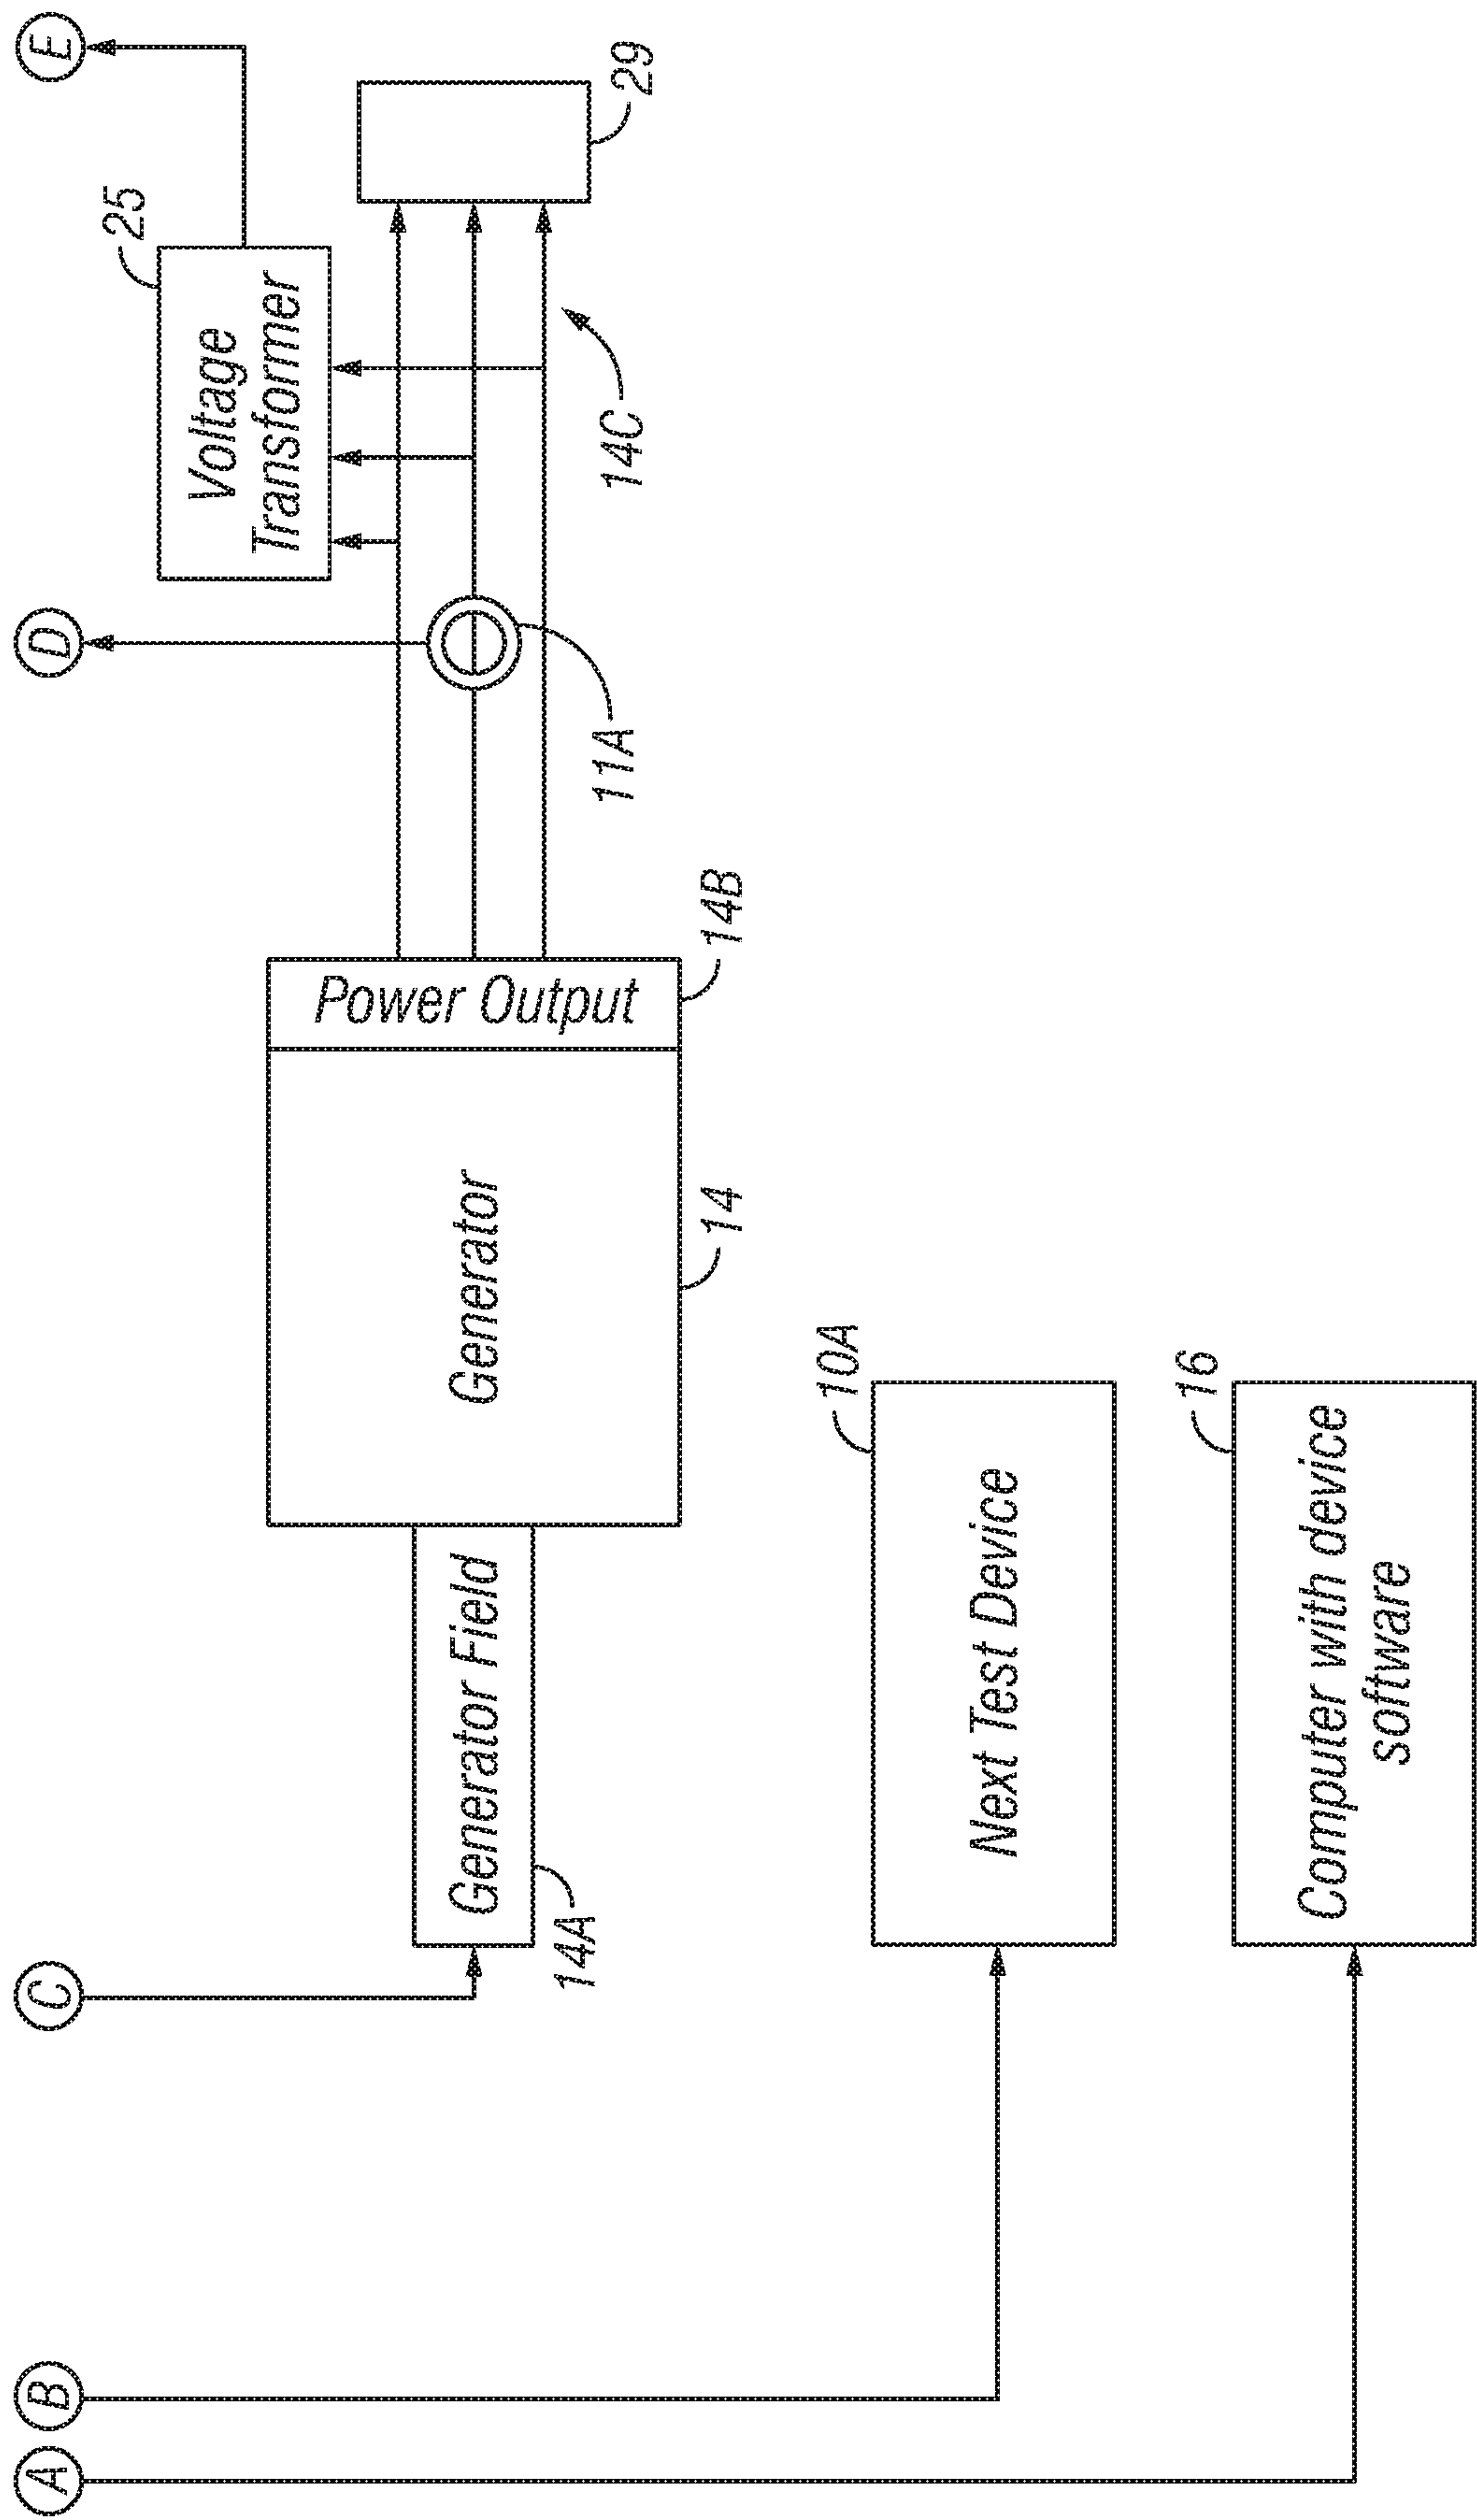 A
B
C
D
E
25
Voltage
Transformer
29
14C
11A
Power Output
14B
Generator
14
Generator Field
14A
10A
Next Test Device
16
Computer with device
software